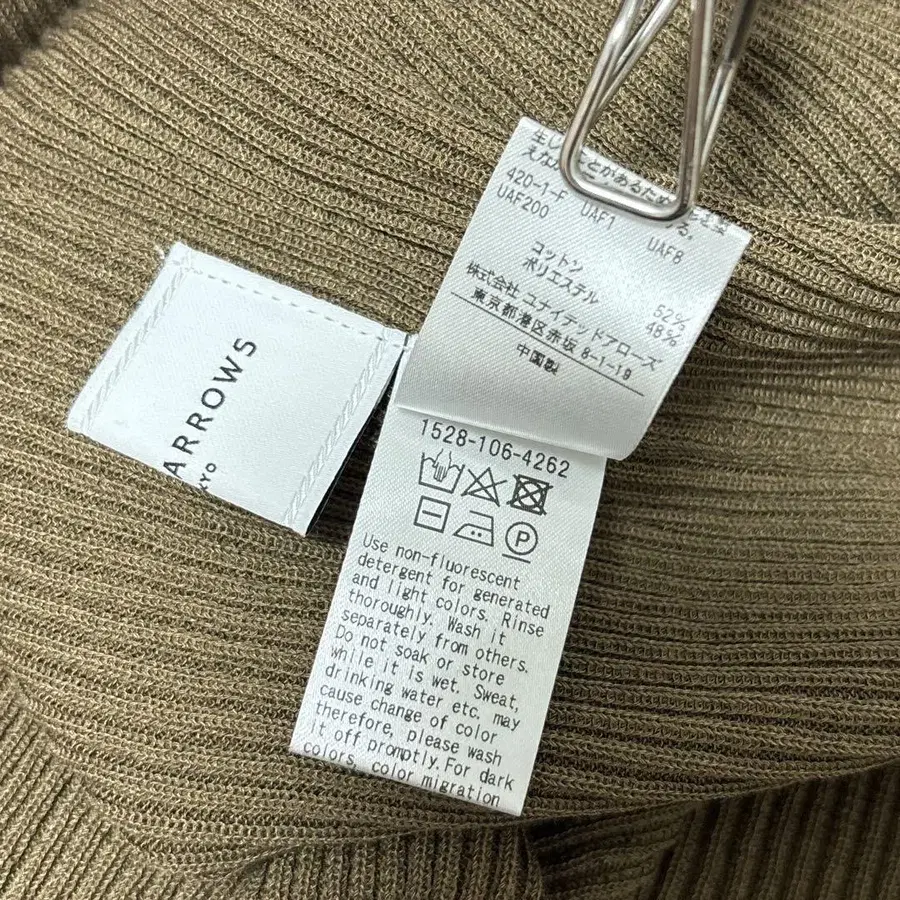 ARROWS
420-1-F UAF1 UAF8
UAF200
コットン 52%
ポリエステル 48%
株式会社 ユナイテッドアローズ
東京都港区赤坂 8-1-19
中国製
1528-106-4262
P
Use non-fluorescent
detergent for generated
and light colors. Rinse
thoroughly. Wash it
separately from others.
Do not soak or store
while it is wet. Sweat,
drinking water etc, may
cause change of color
therefore, please wash
it off promptly.For dark
colors, color migration